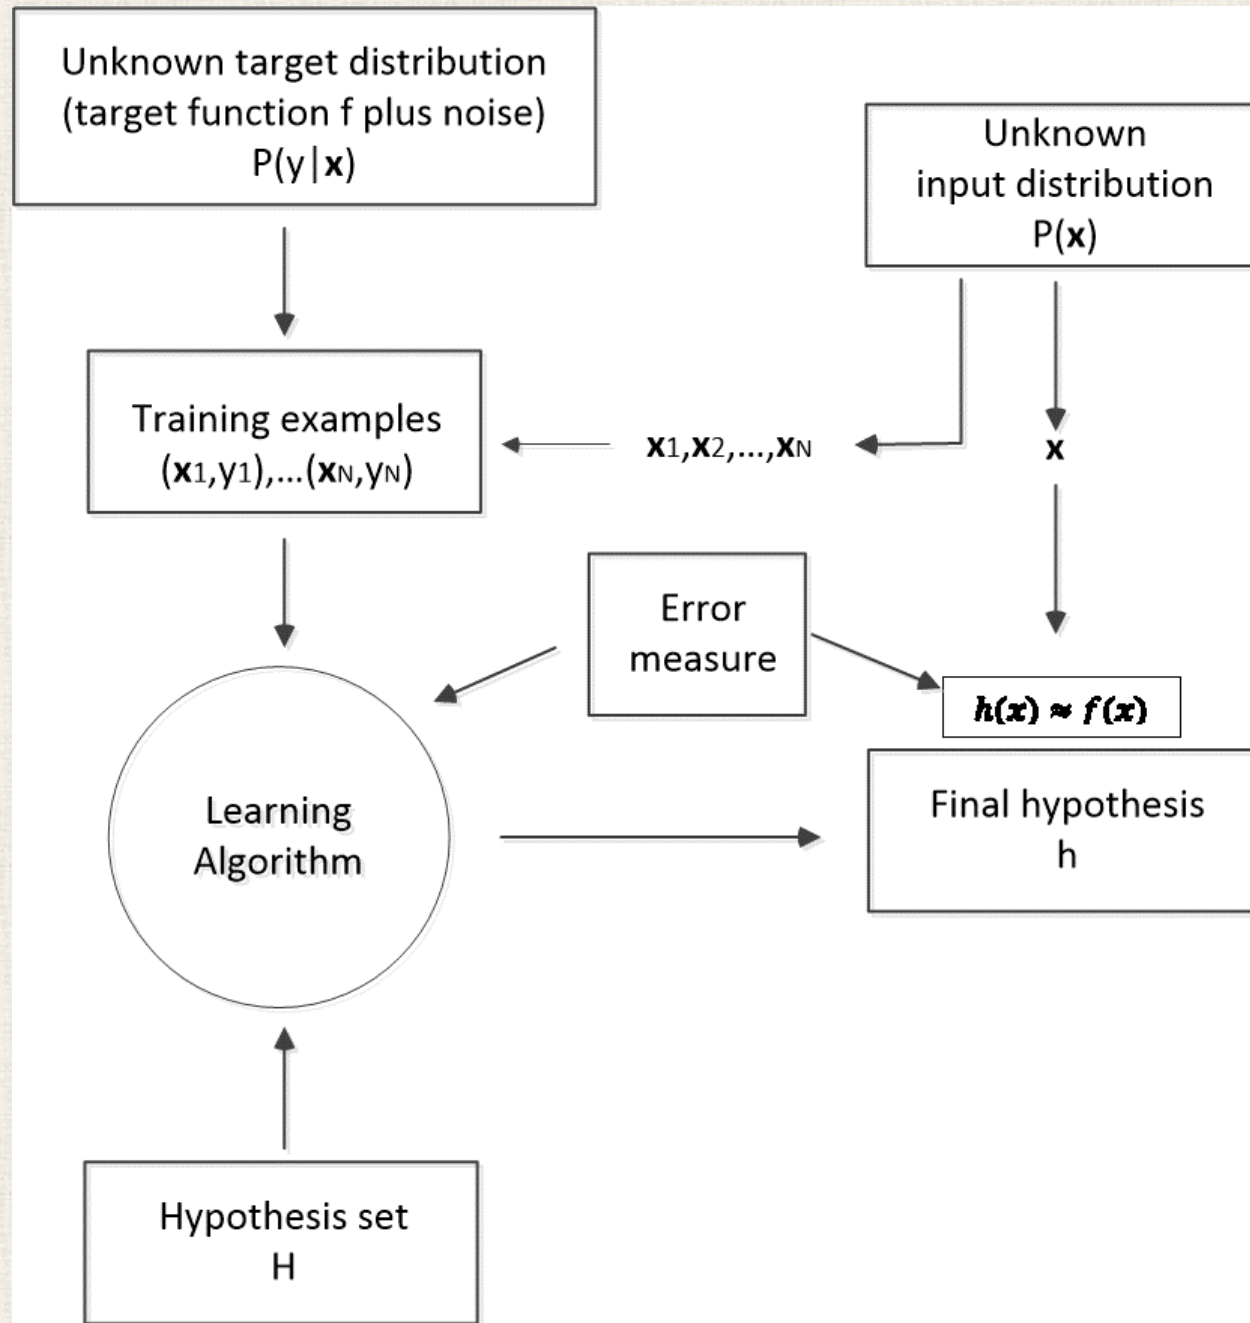 Unknown target distribution
(target function f plus noise)
P(y|x)
Unknown
input distribution
P(x)
Training examples
(x1,y1),...(xN,yN)
x1,x2,...,xN
x
Error
measure
h(x) ≈ f(x)
Learning
Algorithm
Final hypothesis
h
Hypothesis set
H